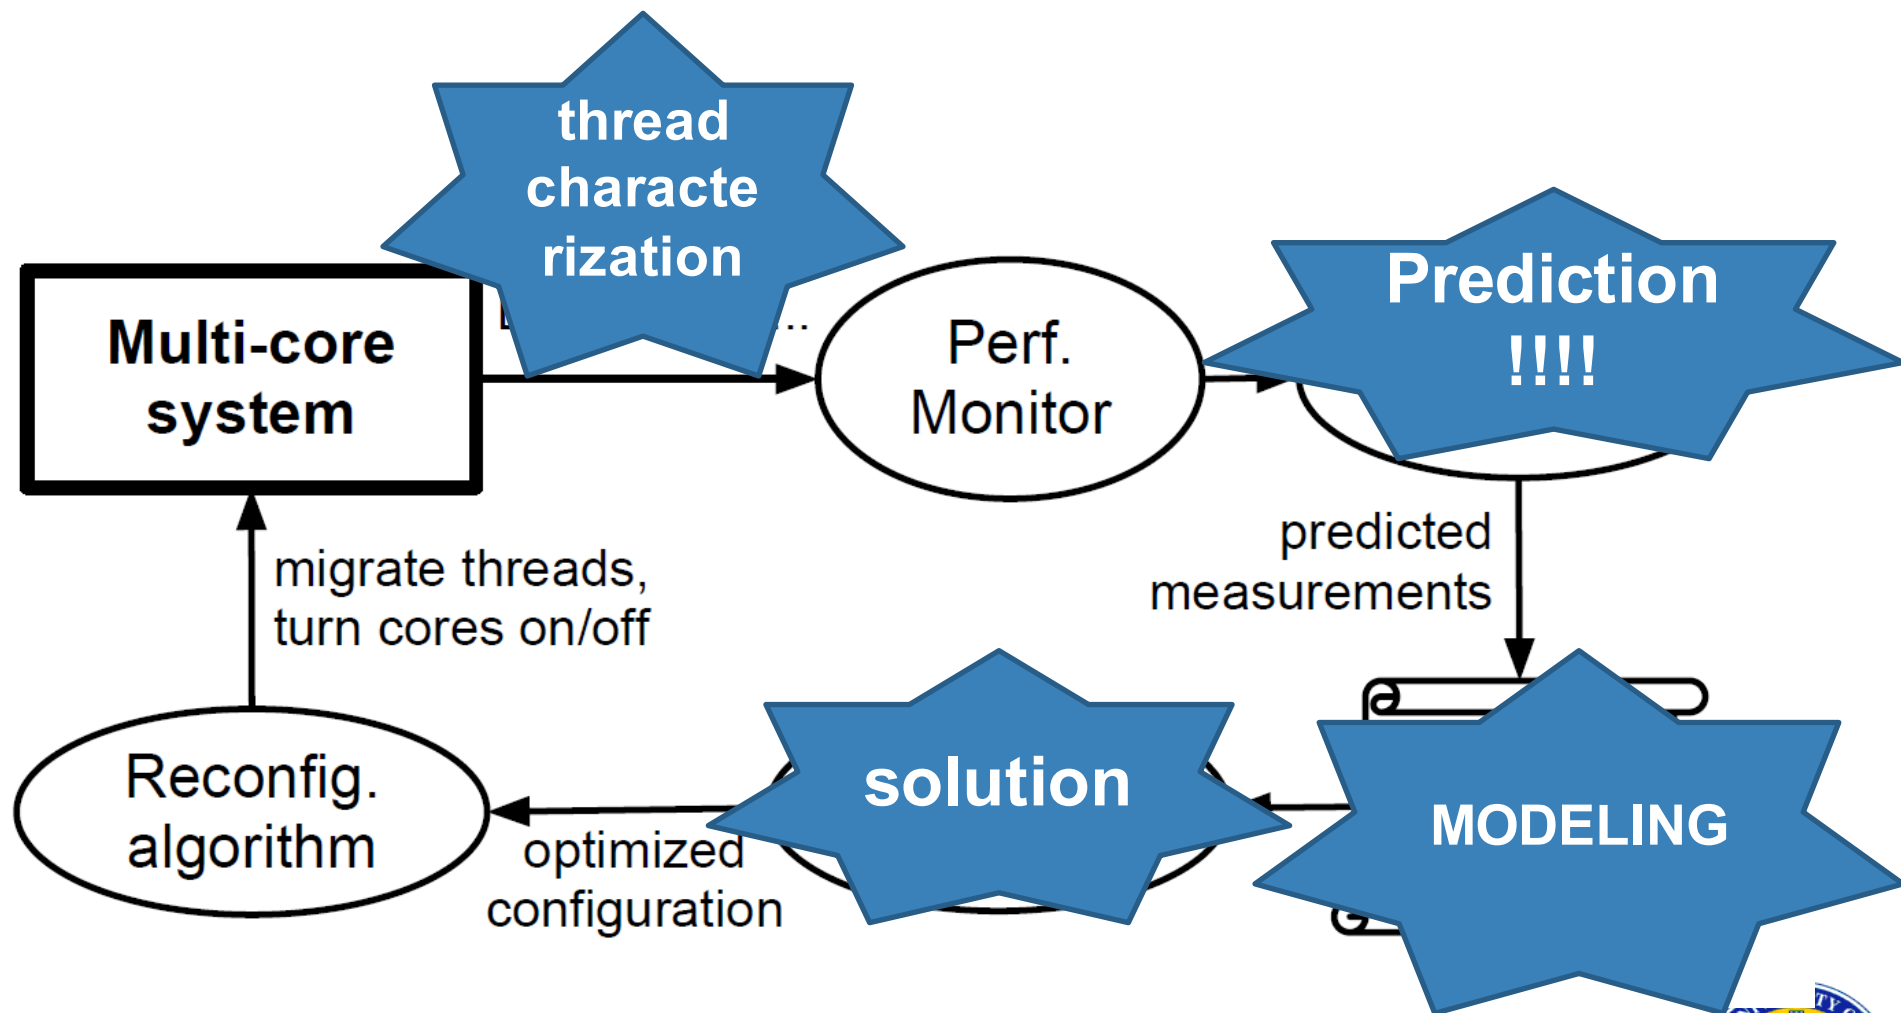 thread
characte
rization
Multi-core
system
Perf.
Monitor
Prediction
!!!!
predicted
measurements
migrate threads,
turn cores on/off
Reconfig.
algorithm
optimized
configuration
solution
MODELING